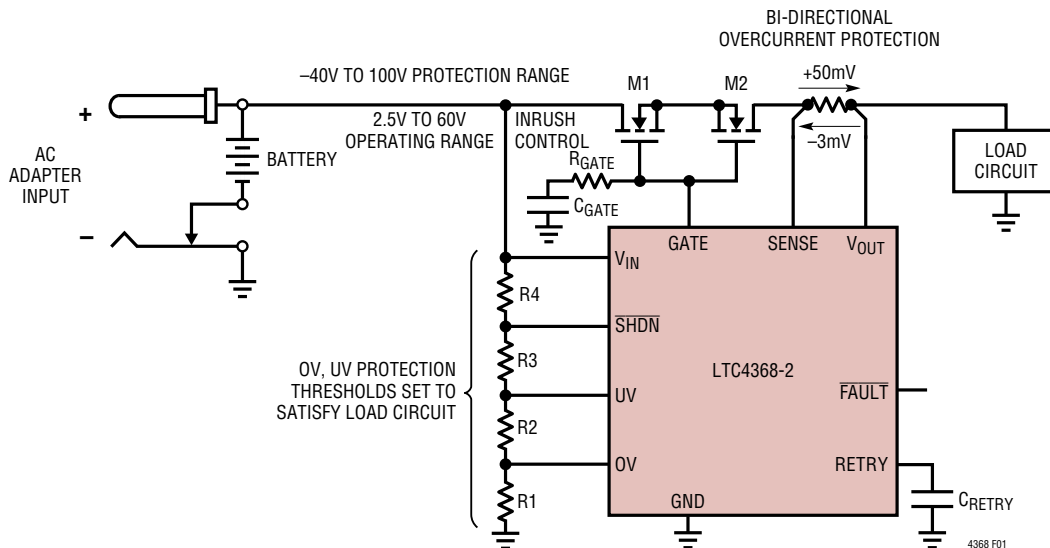 BI-DIRECTIONAL
OVERCURRENT PROTECTION
–40V TO 100V PROTECTION RANGE
M1
M2
+50mV
2.5V TO 60V
OPERATING RANGE
INRUSH
CONTROL
–3mV
+
AC
ADAPTER
INPUT
–
BATTERY
RGATE
CGATE
LOAD
CIRCUIT
GATE
SENSE
VOUT
VIN
R4
SHDN
R3
OV, UV PROTECTION
THRESHOLDS SET TO
SATISFY LOAD CIRCUIT
LTC4368-2
UV
FAULT
R2
OV
RETRY
R1
GND
CRETRY
4368 F01